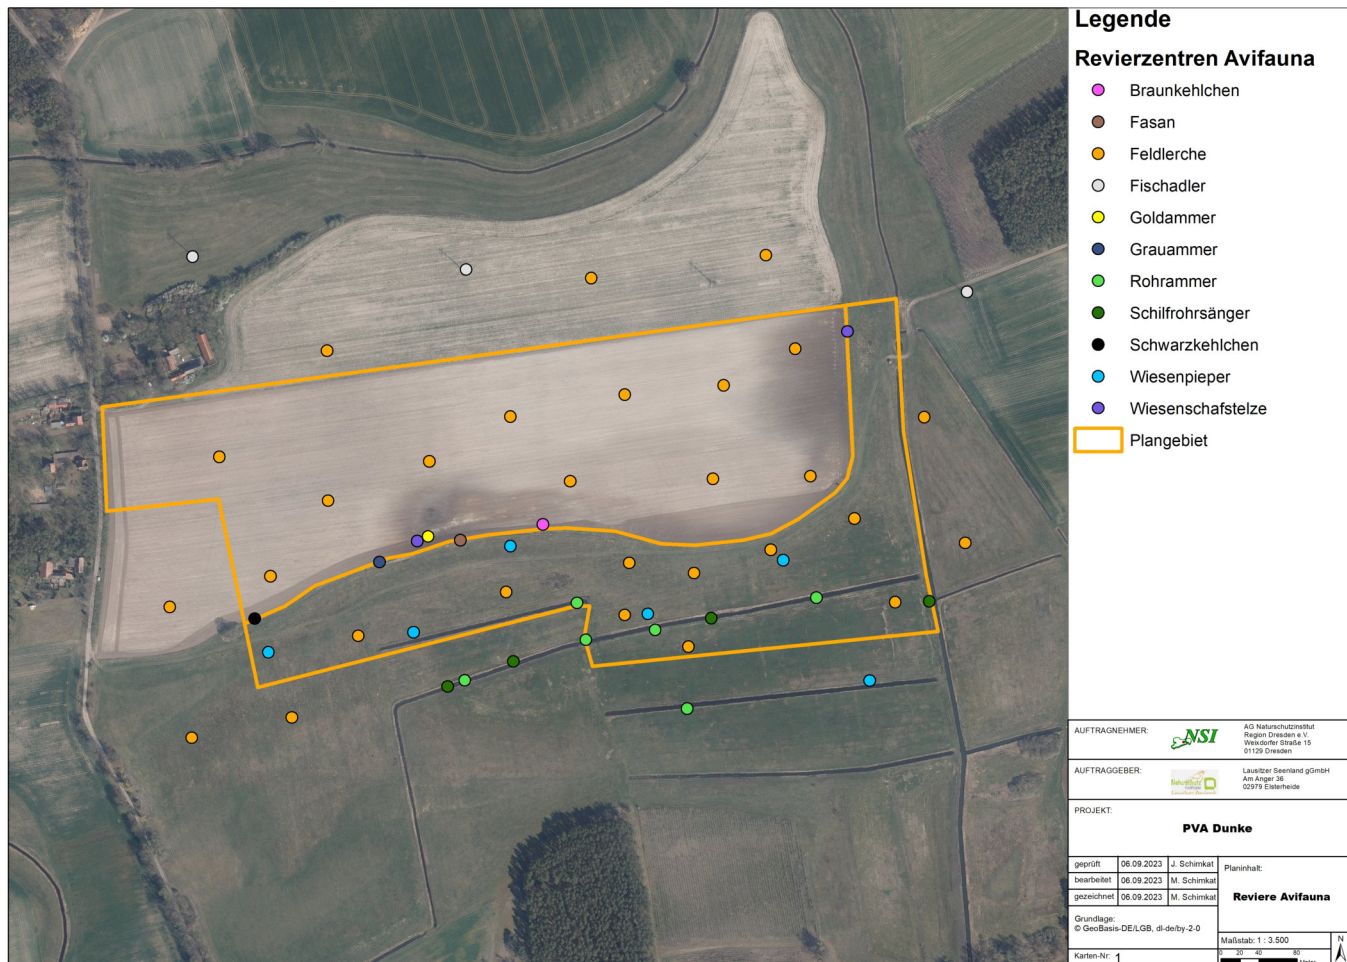 Legende
Revierzentren Avifauna
Braunkehlchen
Fasan
Feldlerche
Fischadler
Goldammer
Grauammer
Rohrammer
Schilfrohrsänger
Schwarzkehlchen
Wiesenpieper
Wiesenschafstelze
Plangebiet
AUFTRAGNEHMER:
NSI
AG Naturschutzinstitut
Region Dresden e.V.
Weixdorfer Straße 15
01129 Dresden
AUFTRAGGEBER:
Lausitzer Seenland gGmbH
Am Anger 36
02979 Elsterheide
PROJEKT:
PVA Dunke
geprüft 06.09.2023 J. Schimkat
bearbeitet 06.09.2023 M. Schimkat
gezeichnet 06.09.2023 M. Schimkat
Planinhalt:
Reviere Avifauna
Grundlage:
© GeoBasis-DE/LGB, dl-de/by-2-0
Maßstab: 1 : 3.500
N
0 20 40 80
Karten-Nr: 1